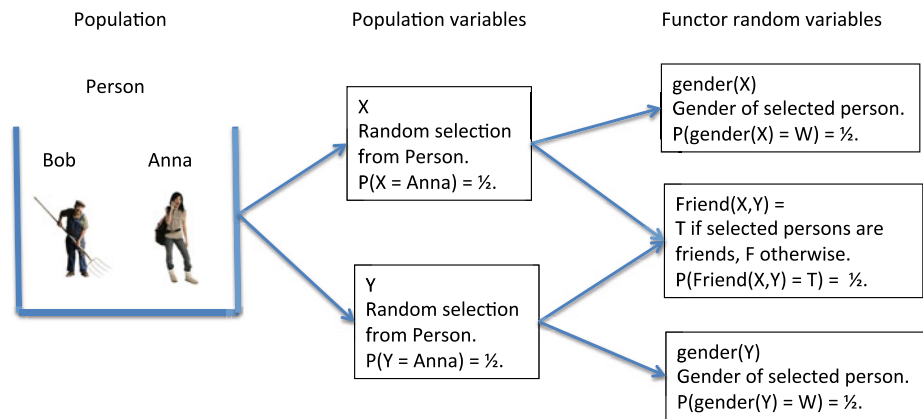 Population
Population variables
Functor random variables
Person
Bob
Anna
X
Random selection
from Person.
P(X = Anna) = ½.
Y
Random selection
from Person.
P(Y = Anna) = ½.
gender(X)
Gender of selected person.
P(gender(X) = W) = ½.
Friend(X,Y) =
T if selected persons are
friends, F otherwise.
P(Friend(X,Y) = T) = ½.
gender(Y)
Gender of selected person.
P(gender(Y) = W) = ½.